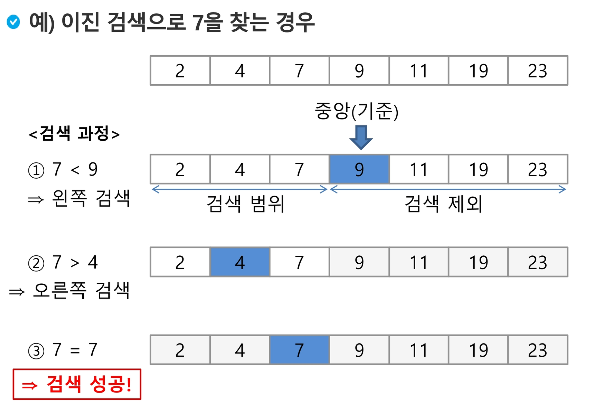 예) 이진 검색으로 7을 찾는 경우
2 4 7 9 11 19 23
중앙(기준)
<검색 과정>
① 7 < 9
2 4 7 9 11 19 23
⇒ 왼쪽 검색
검색 범위 검색 제외
② 7 > 4
2 4 7 9 11 19 23
⇒ 오른쪽 검색
③ 7 = 7
2 4 7 9 11 19 23
⇒ 검색 성공!